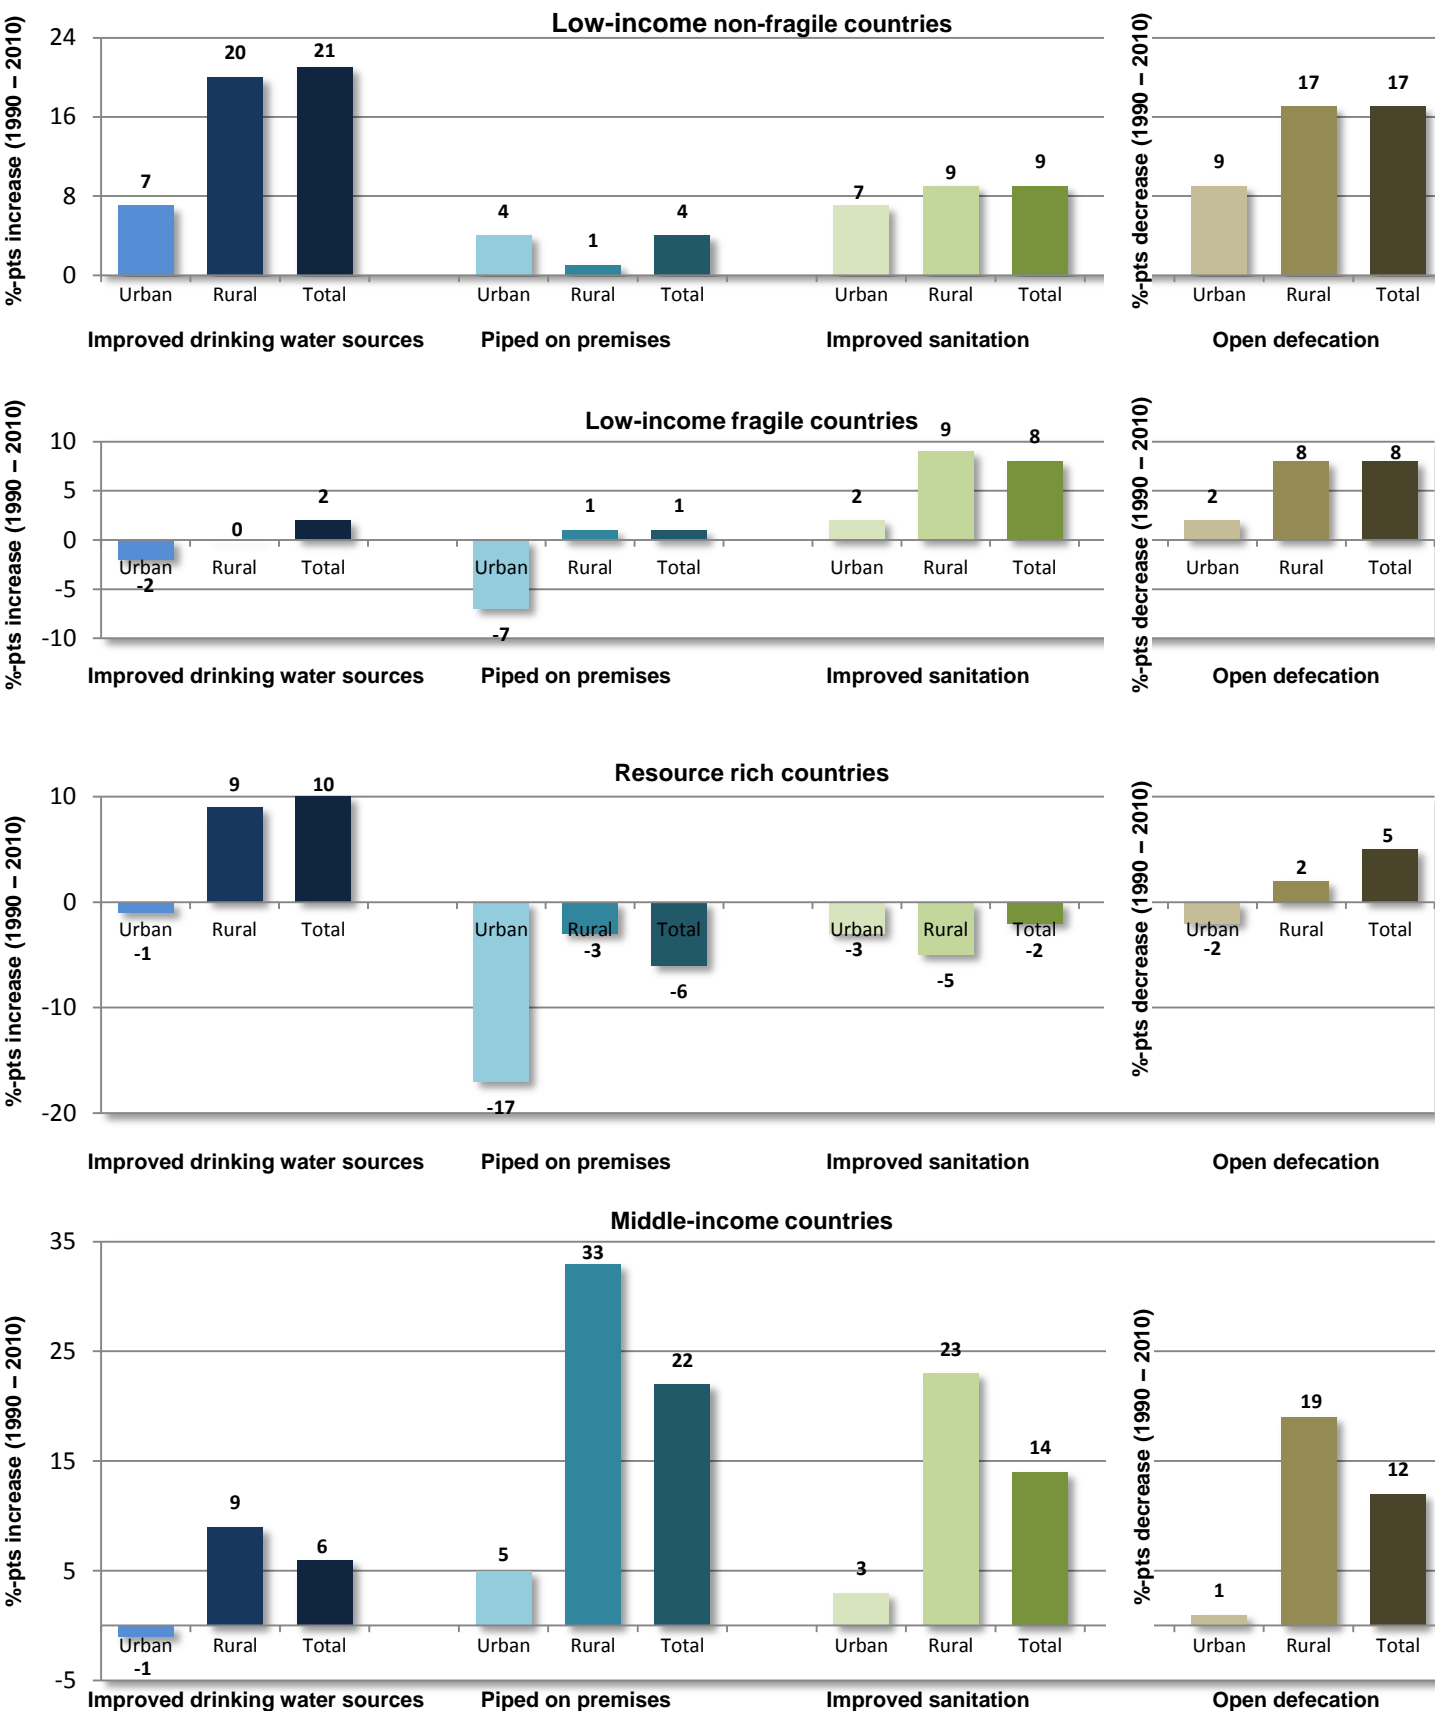 Low-income non-fragile countries
%-pts increase (1990 – 2010)
24
16
8
0
7
20
21
4
1
4
7
9
9
Urban Rural Total Urban Rural Total Urban Rural Total
Improved drinking water sources Piped on premises Improved sanitation
%-pts decrease (1990 – 2010)
9
17
17
Urban Rural Total
Open defecation
Low-income fragile countries
%-pts increase (1990 – 2010)
10
5
0
-5
-10
-2
0
2
-7
1
1
2
9
8
Urban Rural Total Urban Rural Total Urban Rural Total
Improved drinking water sources Piped on premises Improved sanitation
%-pts decrease (1990 – 2010)
2
8
8
Urban Rural Total
Open defecation
Resource rich countries
%-pts increase (1990 – 2010)
10
0
-10
-20
-1
9
10
-17
-3
-6
-3
-5
-2
Urban Rural Total Urban Rural Total Urban Rural Total
Improved drinking water sources Piped on premises Improved sanitation
%-pts decrease (1990 – 2010)
-2
2
5
Urban Rural Total
Open defecation
Middle-income countries
%-pts increase (1990 – 2010)
35
25
15
5
-5
-1
9
6
5
33
22
3
23
14
Urban Rural Total Urban Rural Total Urban Rural Total
Improved drinking water sources Piped on premises Improved sanitation
%-pts decrease (1990 – 2010)
1
19
12
Urban Rural Total
Open defecation